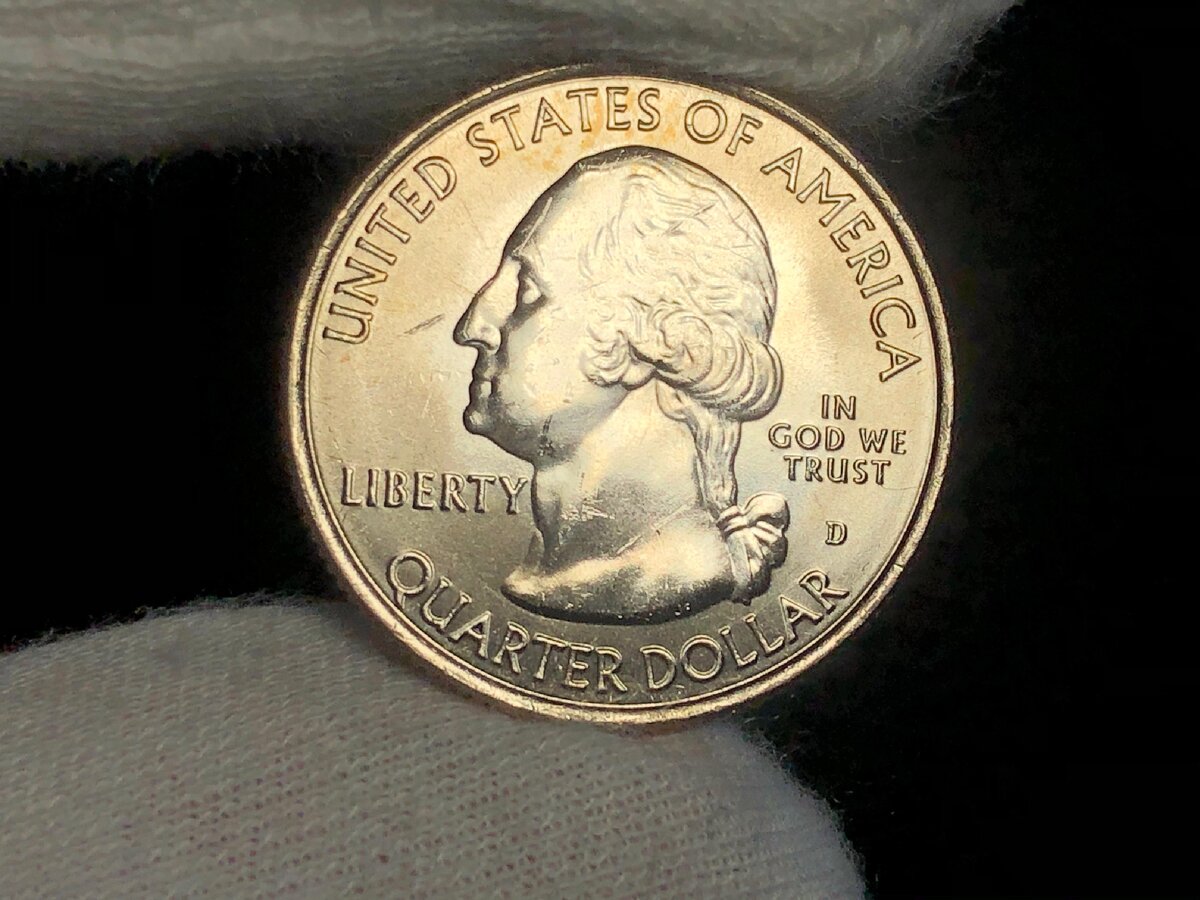 UNITED STATES OF AMERICA
LIBERTY
IN
GOD WE
TRUST
D
QUARTER DOLLAR